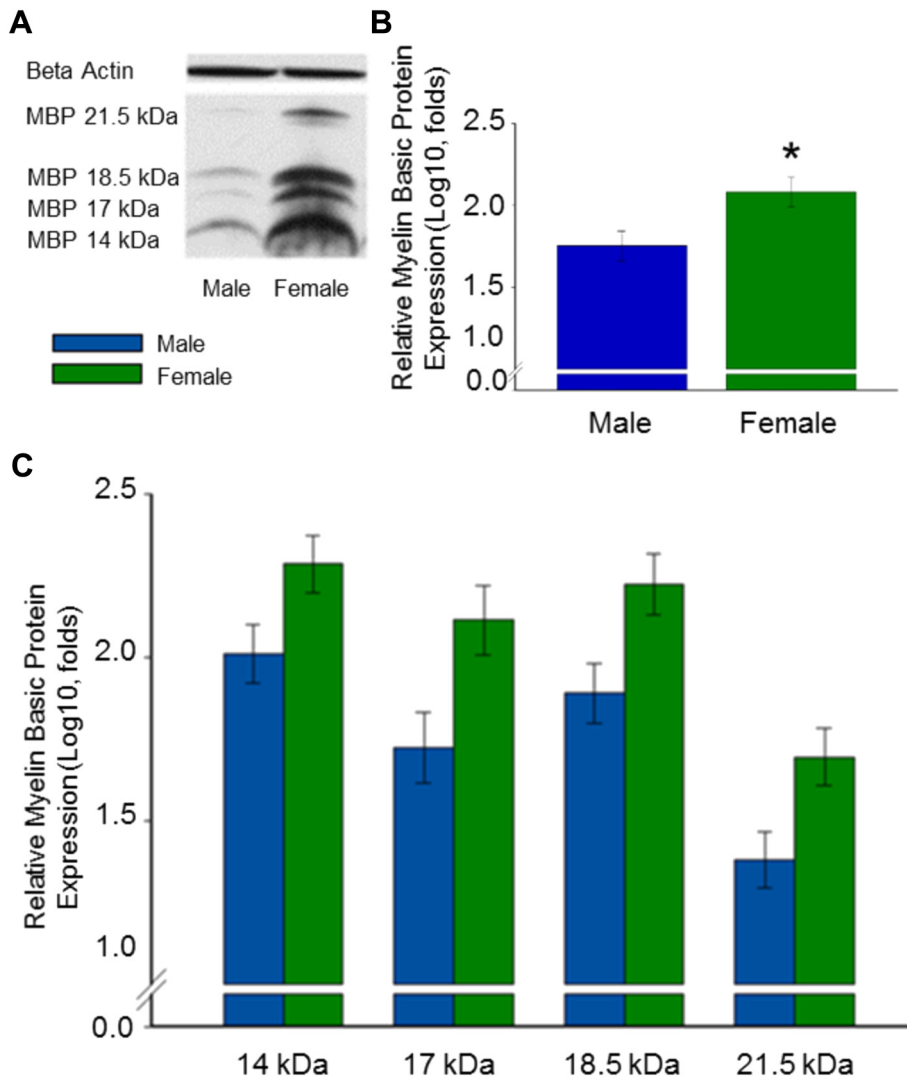 A
Beta Actin
MBP 21.5 kDa
MBP 18.5 kDa
MBP 17 kDa
MBP 14 kDa
Male Female
Male
Female
B
Relative Myelin Basic Protein
Expression (Log10, folds)
2.5
2.0
1.5
1.0
0.0
*
Male Female
C
Relative Myelin Basic Protein
Expression (Log10, folds)
2.5
2.0
1.5
1.0
0.0
14 kDa 17 kDa 18.5 kDa 21.5 kDa